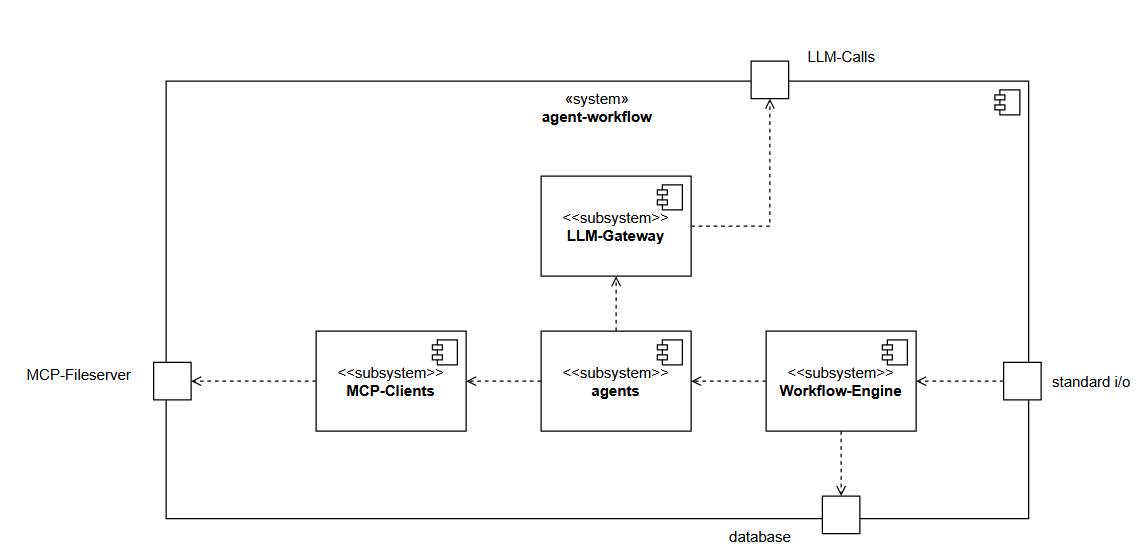 LLM-Calls
«system»
agent-workflow
<<subsystem>>
LLM-Gateway
MCP-Fileserver
<<subsystem>>
MCP-Clients
<<subsystem>>
agents
<<subsystem>>
Workflow-Engine
standard i/o
database